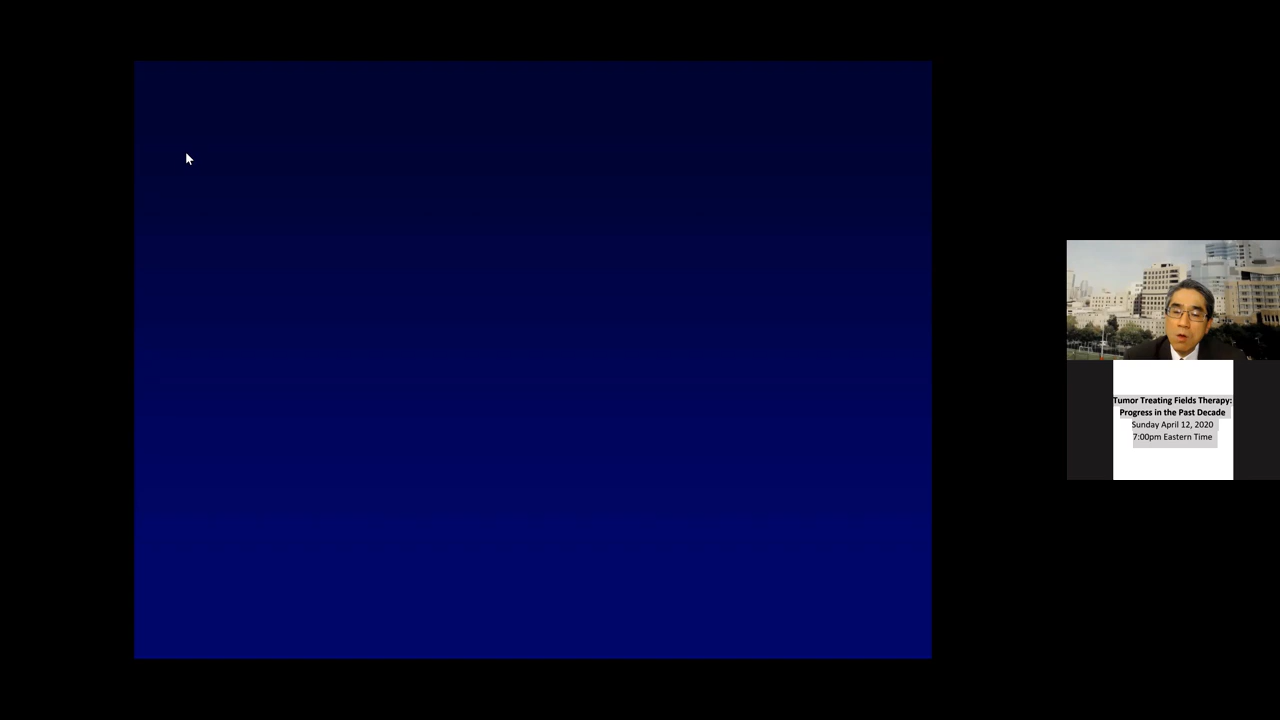 Tumor Treating Fields Therapy:
Progress in the Past Decade
Sunday April 12, 2020
7:00pm Eastern Time